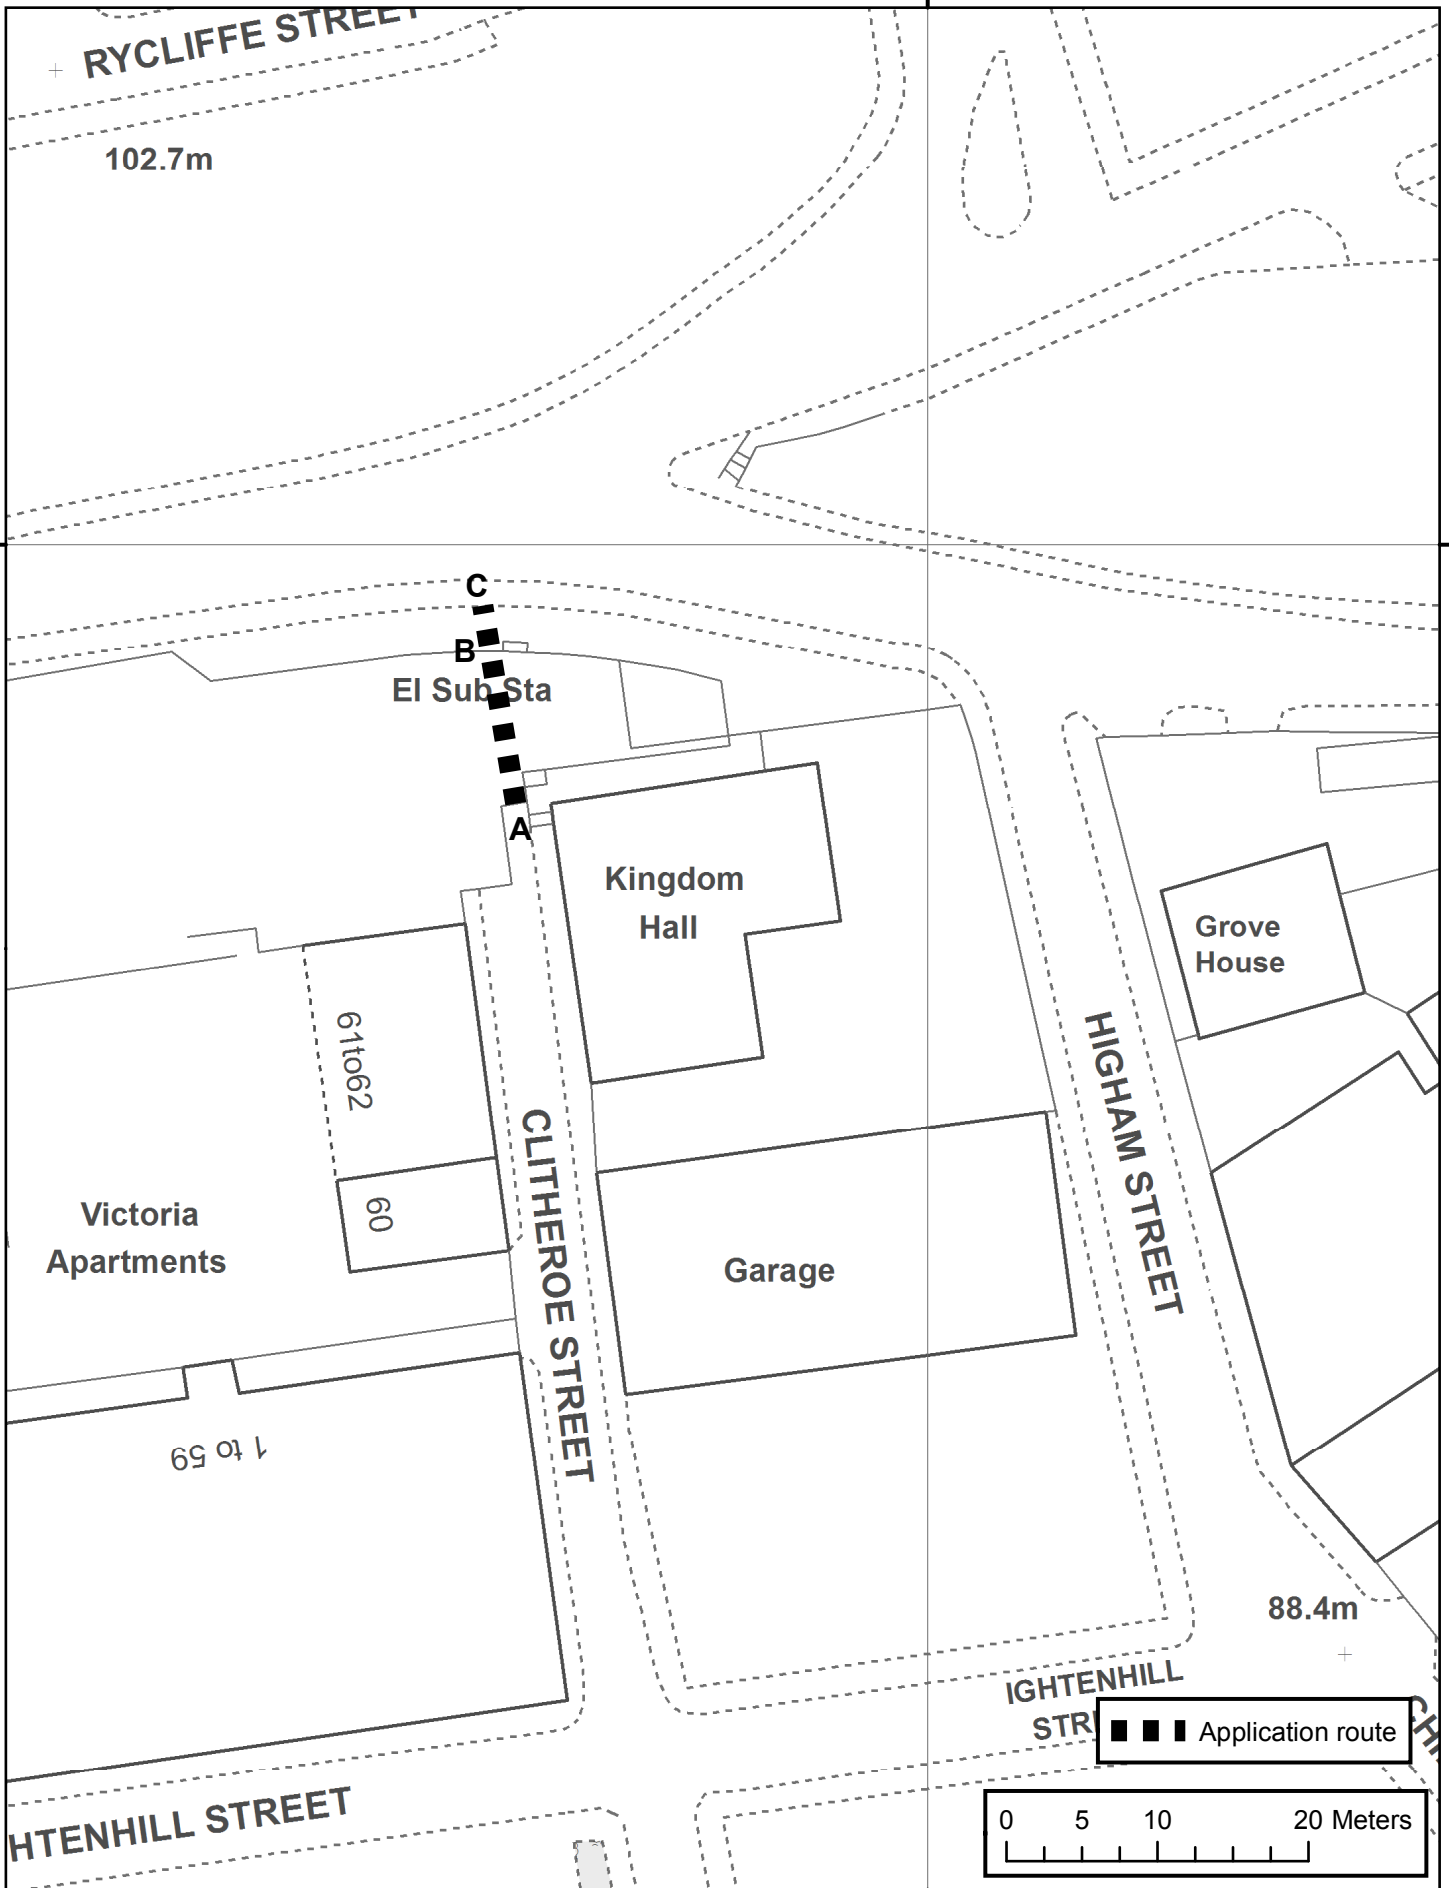 RYCLIFFE STREET
102.7m
C
B
El Sub Sta
A
Kingdom
Hall
Grove
House
61to62
HIGHAM STREET
CLITHEROE STREET
60
Victoria
Apartments
Garage
1 to 59
88.4m
IGHTENHILL
STR
Application route
HTENHILL STREET
0 5 10 20 Meters